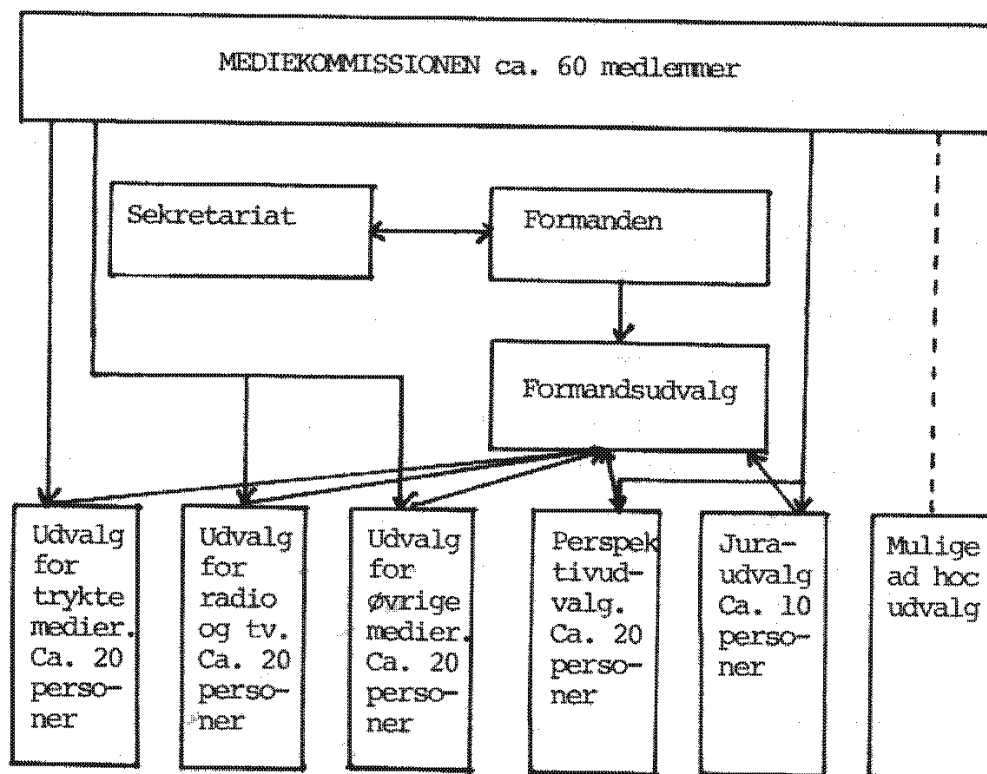 MEDIEKOMMISSIONEN ca. 60 medlemmer
Sekretariat
Formanden
Formandsudvalg
Udvalg
for
trykte
medier.
Ca. 20
perso-
ner
Udvalg
for
radio
og tv.
Ca. 20
perso-
ner
Udvalg
for
øvrige
medier.
Ca. 20
perso-
ner
Perspek
tivud-
valg.
Ca. 20
perso-
ner
Jura-
udvalg
Ca. 10
perso-
ner
Mulige
ad hoc
udvalg